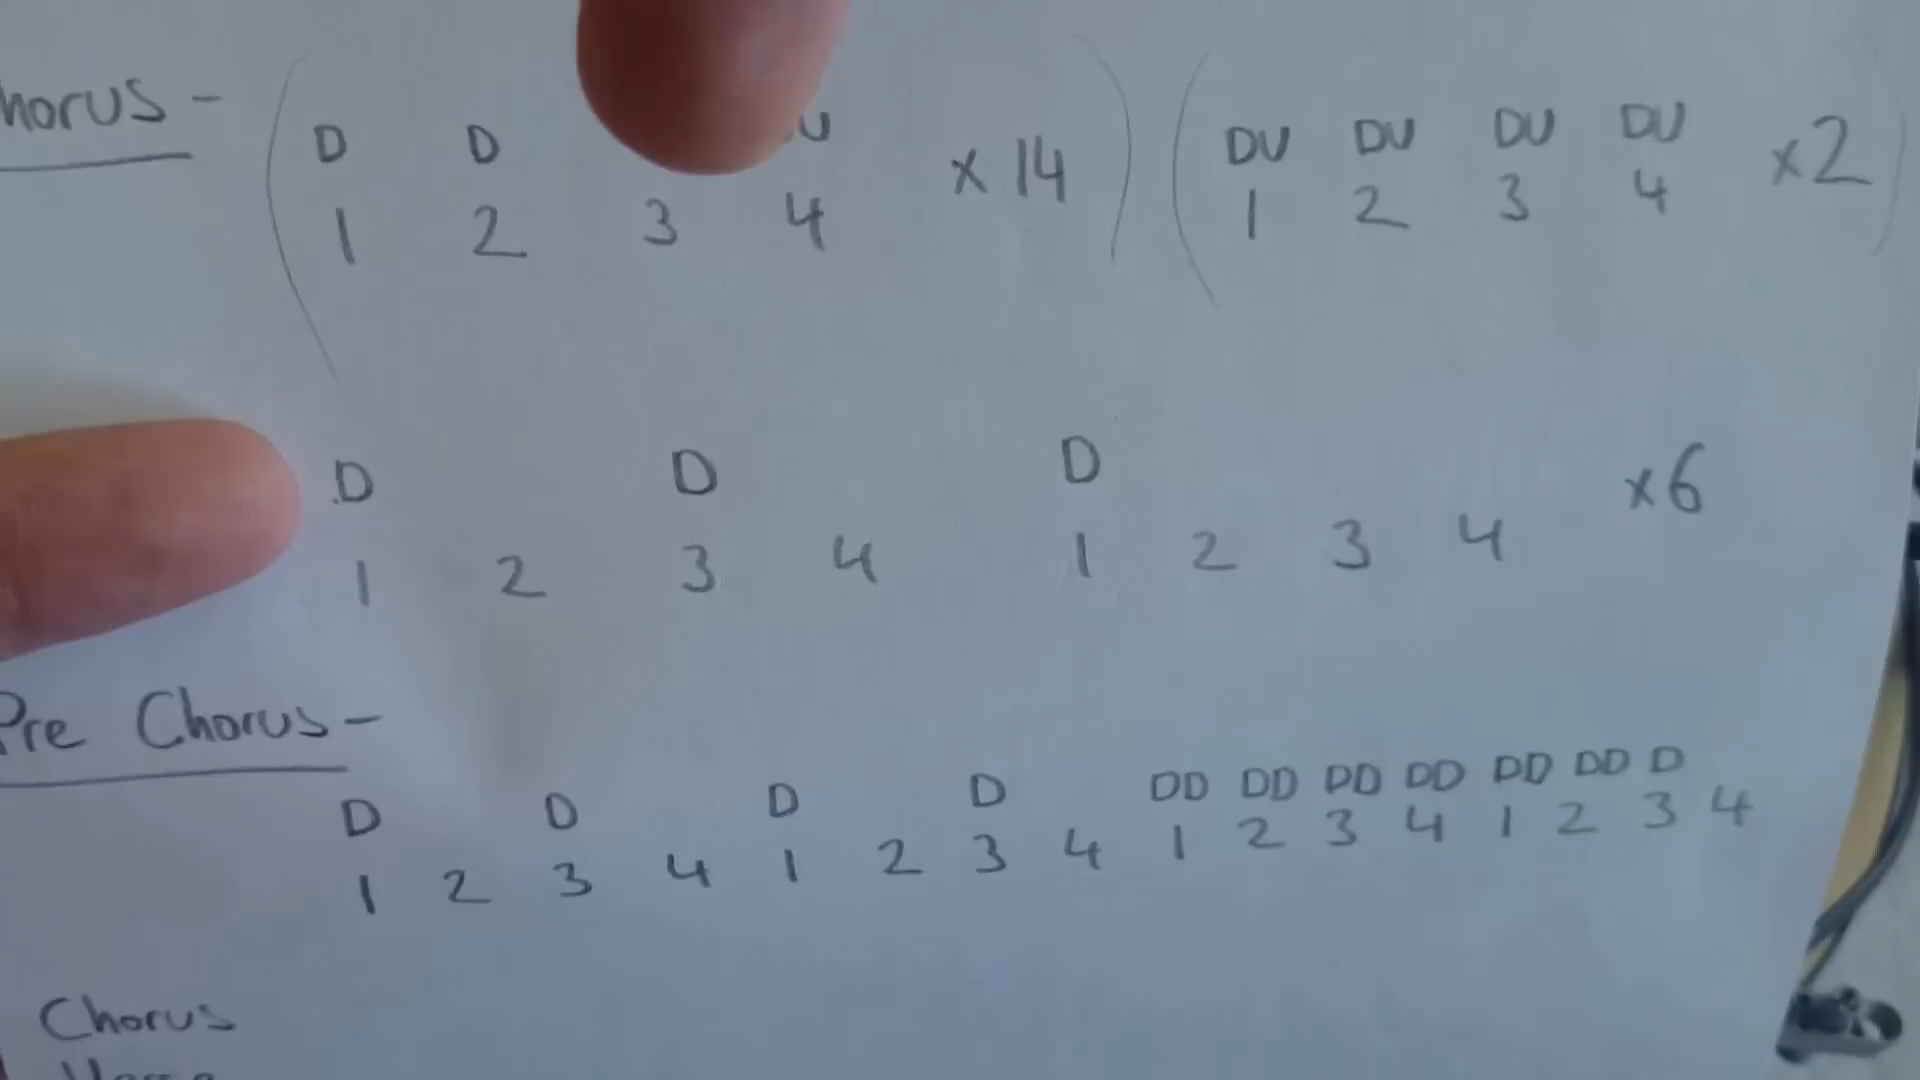 horus -
D D U x 14 DU DU DU DU x2
1 2 3 4 1 2 3 4
D D D x6
1 2 3 4 1 2 3 4
Pre Chorus -
D D D D DD DD DD DD DD DD D
1 2 3 4 1 2 3 4 1 2 3 4 1 2 3 4
Chorus